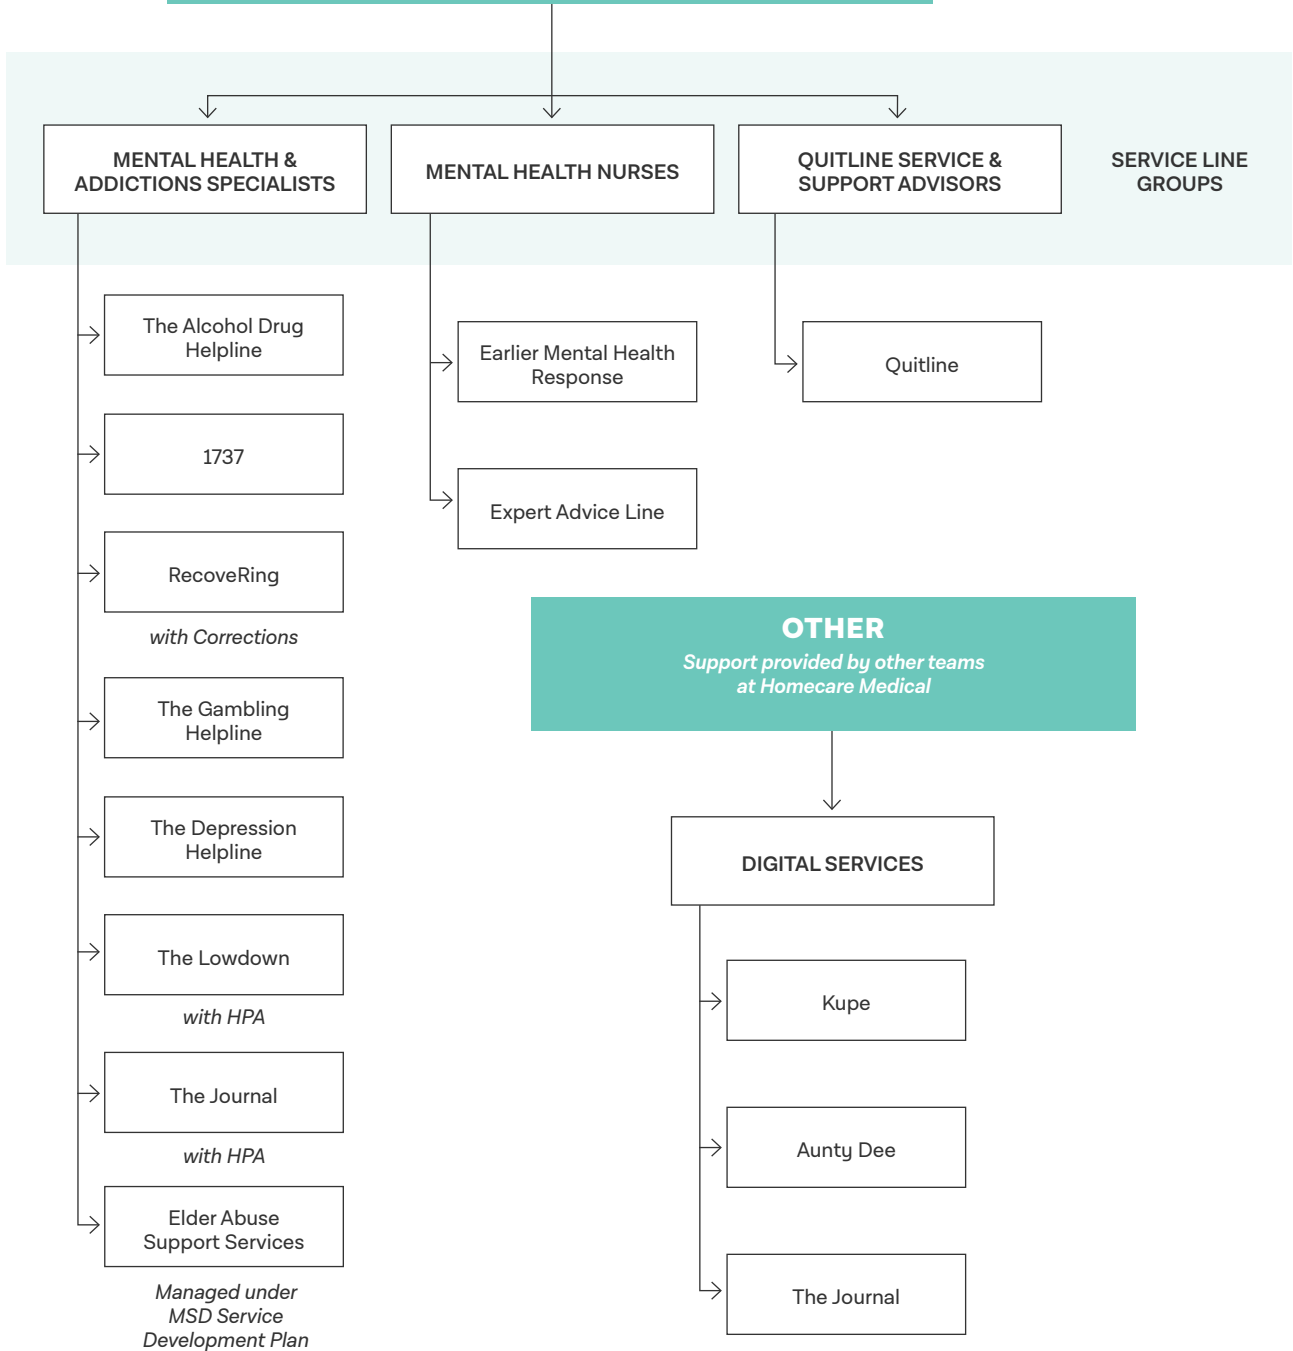 MENTAL HEALTH &
ADDICTIONS SPECIALISTS
MENTAL HEALTH NURSES
QUITLINE SERVICE &
SUPPORT ADVISORS
SERVICE LINE
GROUPS
The Alcohol Drug
Helpline
1737
RecoveRing
with Corrections
The Gambling
Helpline
The Depression
Helpline
The Lowdown
with HPA
The Journal
with HPA
Elder Abuse
Support Services
Managed under
MSD Service
Development Plan
Earlier Mental Health
Response
Expert Advice Line
Quitline
OTHER
Support provided by other teams
at Homecare Medical
DIGITAL SERVICES
Kupe
Aunty Dee
The Journal